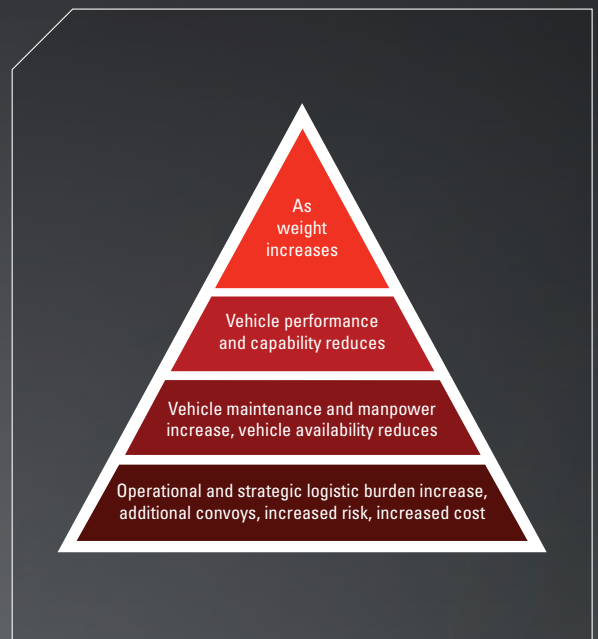 As
weight
increases
Vehicle performance
and capability reduces
Vehicle maintenance and manpower
increase, vehicle availability reduces
Operational and strategic logistic burden increase,
additional convoys, increased risk, increased cost